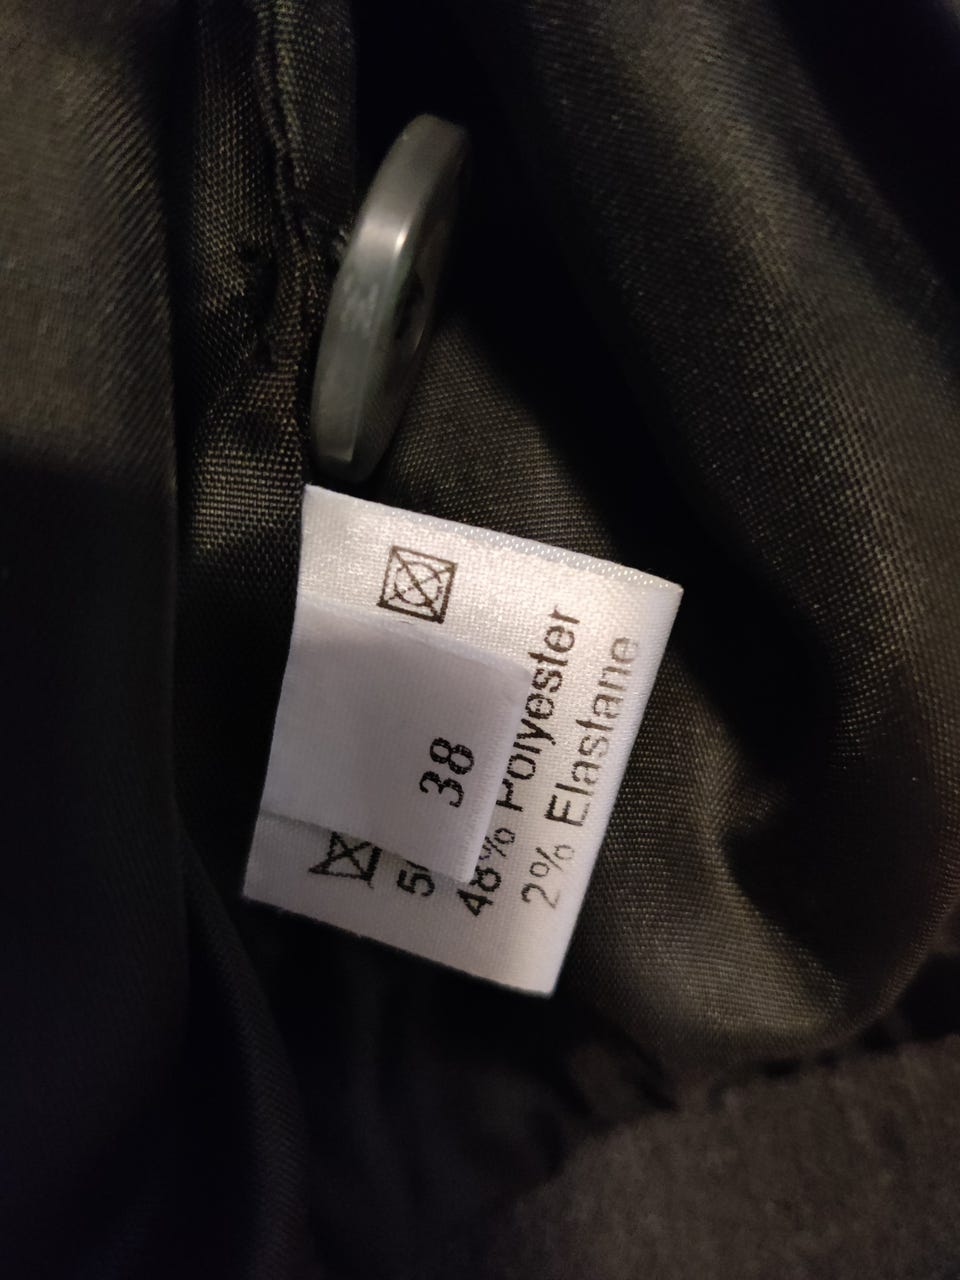 38
48% Polyester
2% Elastane